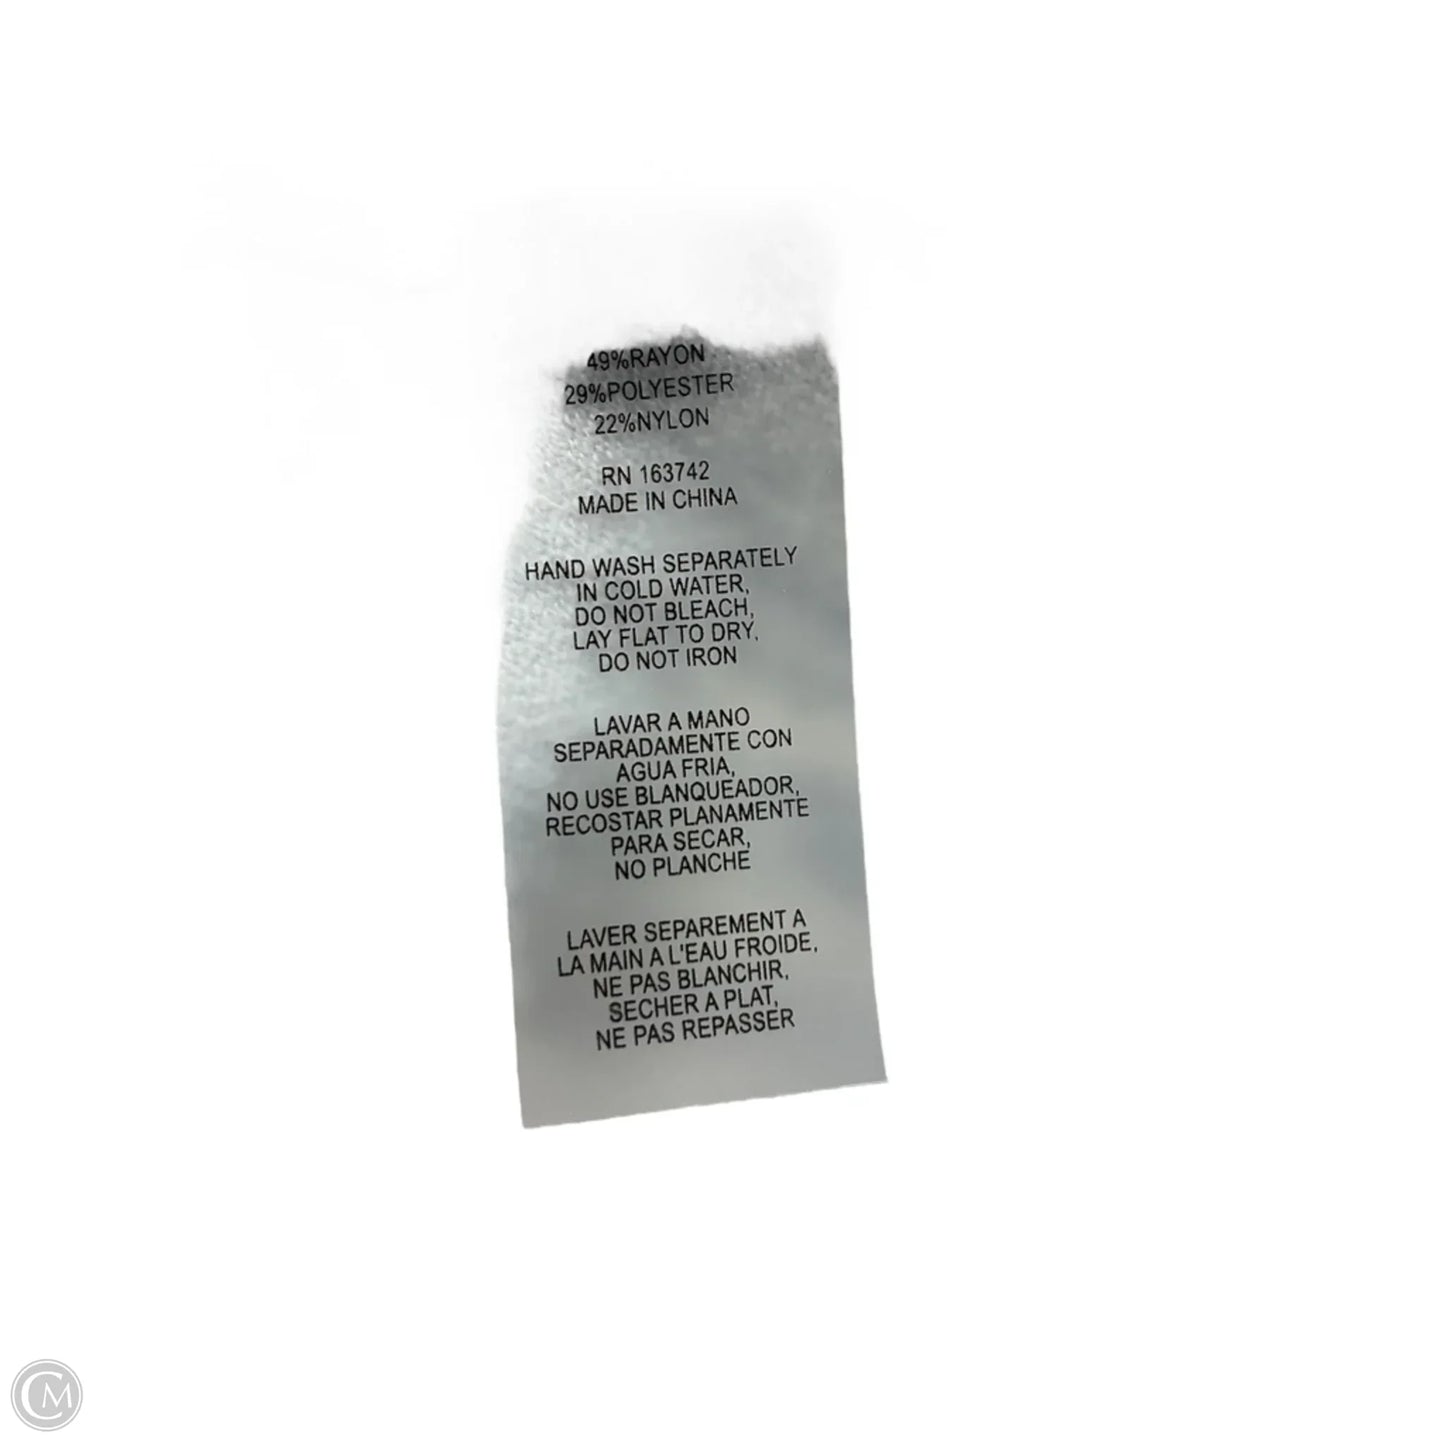 49%RAYON
29%POLYESTER
22%NYLON
RN 163742
MADE IN CHINA
HAND WASH SEPARATELY
IN COLD WATER,
DO NOT BLEACH,
LAY FLAT TO DRY,
DO NOT IRON
LAVAR A MANO
SEPARADAMENTE CON
AGUA FRIA,
NO USE BLANQUEADOR,
RECOSTAR PLANAMENTE
PARA SECAR,
NO PLANCHE
LAVER SEPAREMENT A
LA MAIN A L'EAU FROIDE,
NE PAS BLANCHIR,
SECHER A PLAT,
NE PAS REPASSER
CM